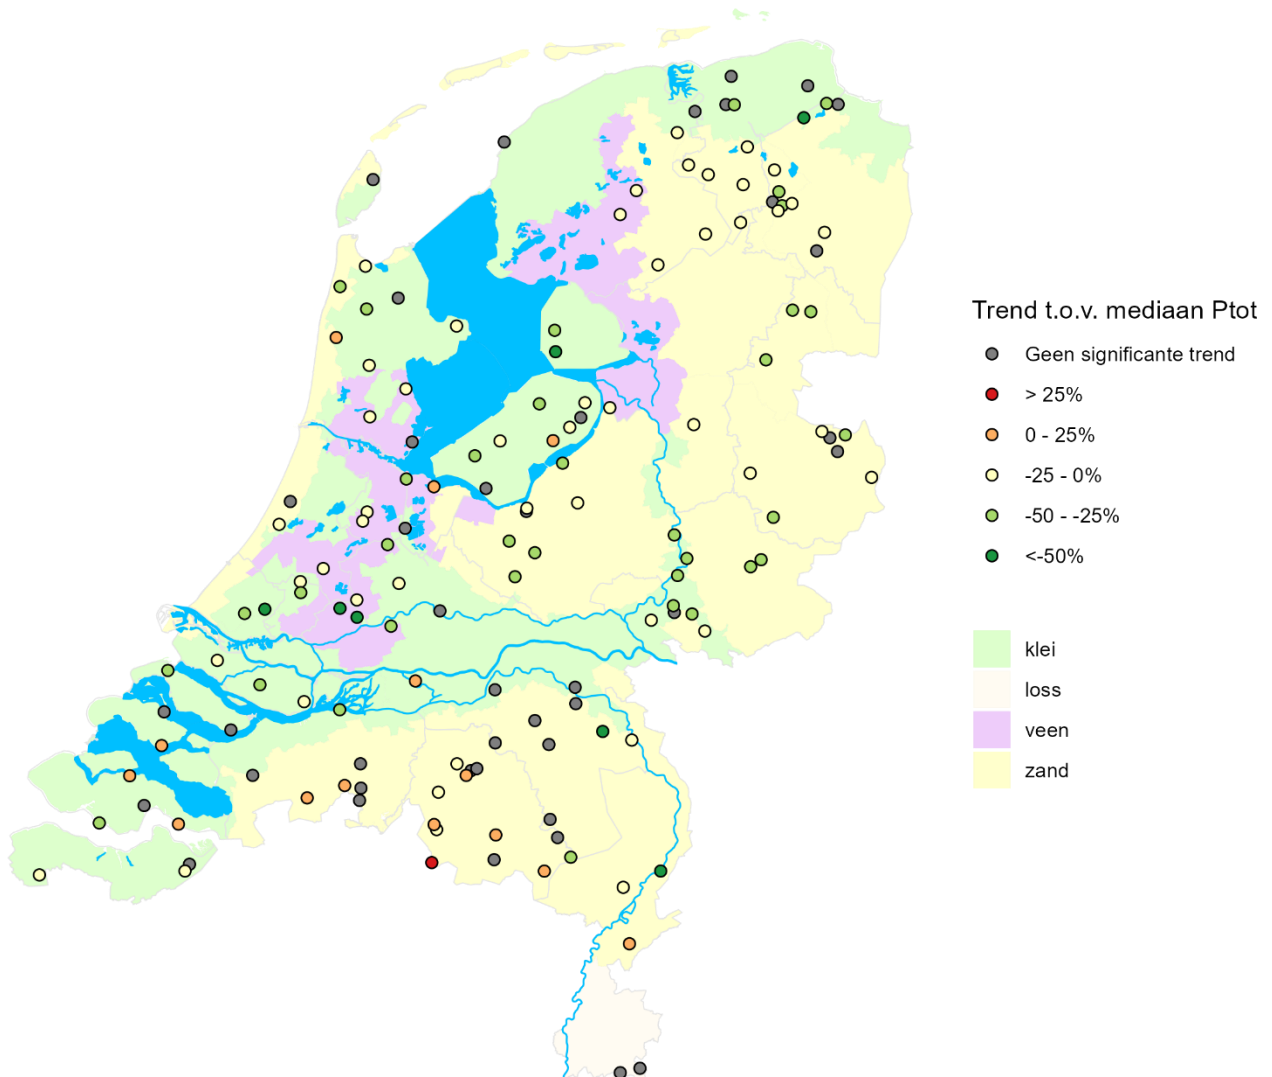 Trend t.o.v. mediaan Ptot
Geen significante trend
> 25%
0 - 25%
-25 - 0%
-50 - -25%
<-50%
klei
loss
veen
zand